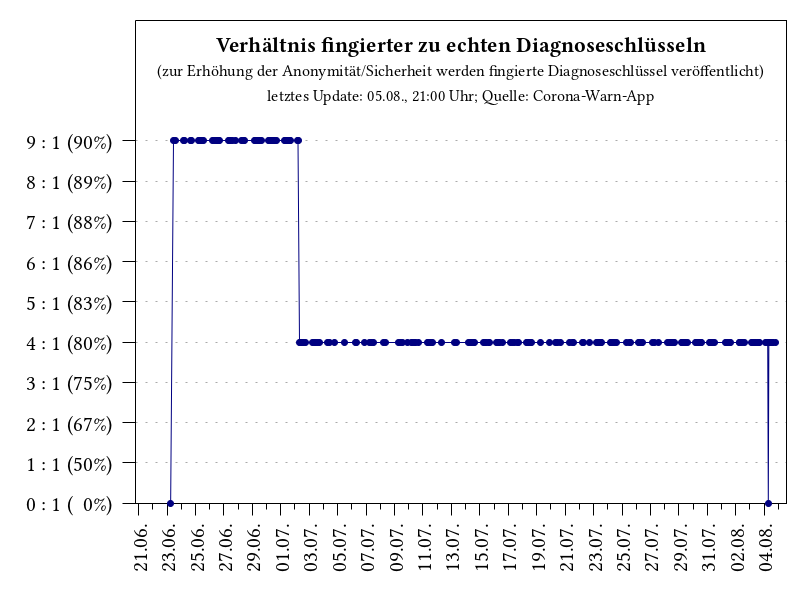 Verhältnis fingierter zu echten Diagnoseschlüsseln
(zur Erhöhung der Anonymität/Sicherheit werden fingierte Diagnoseschlüssel veröffentlicht)
letztes Update: 05.08., 21:00 Uhr; Quelle: Corona-Warn-App
9 : 1 (90%)
8 : 1 (89%)
7 : 1 (88%)
6 : 1 (86%)
5 : 1 (83%)
4 : 1 (80%)
3 : 1 (75%)
2 : 1 (67%)
1 : 1 (50%)
0 : 1 ( 0%)
21.06.
23.06.
25.06.
27.06.
29.06.
01.07.
03.07.
05.07.
07.07.
09.07.
11.07.
13.07.
15.07.
17.07.
19.07.
21.07.
23.07.
25.07.
27.07.
29.07.
31.07.
02.08.
04.08.